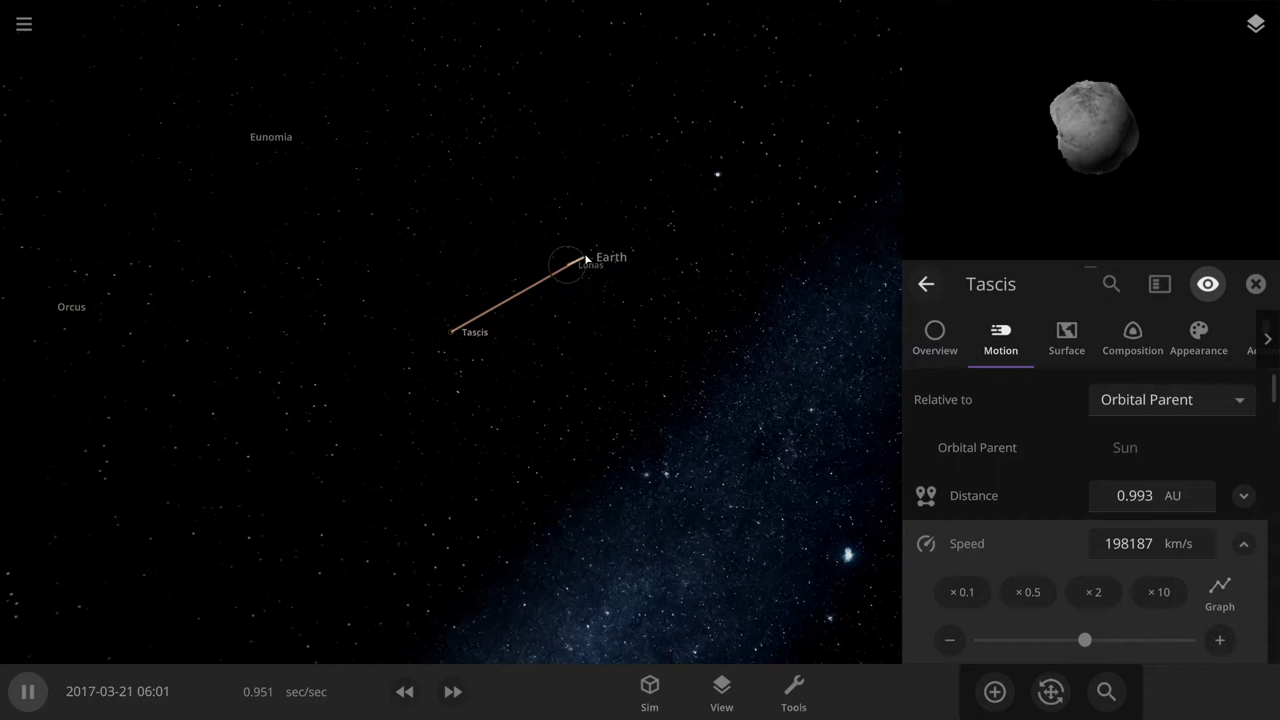 Eunomia
Earth
Lunas
Orcus
Tascis
Tascis
Overview
Motion
Surface
Composition
Appearance
Ac
Relative to
Orbital Parent
Orbital Parent
Sun
Distance
0.993 AU
Speed
198187 km/s
× 0.1
× 0.5
× 2
× 10
Graph
2017-03-21 06:01
0.951 sec/sec
Sim
View
Tools